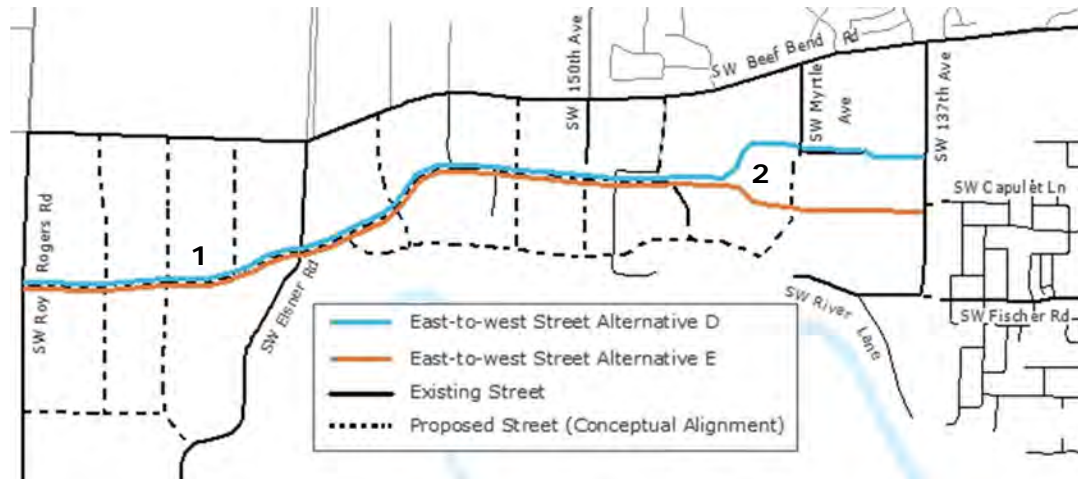 SW Beef Bend Rd
SW 150th Ave
SW Myrtle
Ave
SW 137th Ave
SW Roy Rogers Rd
1
2
SW Capulet Ln
SW Elsner Rd
SW River Lane
SW Fischer Rd
East-to-west Street Alternative D
East-to-west Street Alternative E
Existing Street
Proposed Street (Conceptual Alignment)